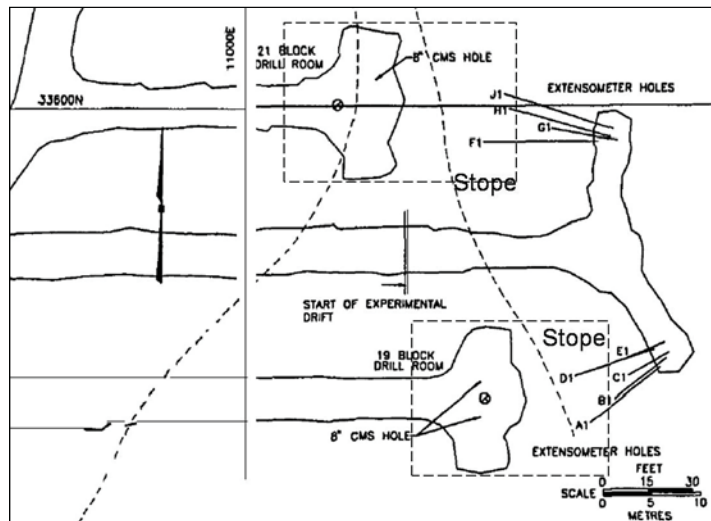 11000E
21 BLOCK
DRILL ROOM
8" CMS HOLE
33600N
EXTENSOMETER HOLES
J1
H1
G1
F1
Stope
START OF EXPERIMENTAL
DRIFT
Stope
19 BLOCK
DRILL ROOM
E1
D1
C1
B1
A1
8" CMS HOLE
EXTENSOMETER HOLES
FEET
0 15 30
SCALE
0 5 10
METRES